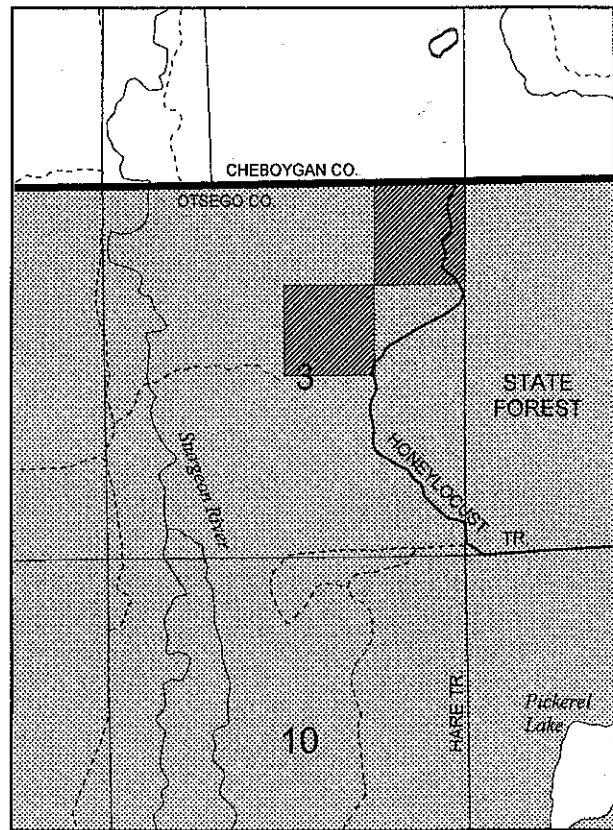 CHEBOYGAN CO.
OTSEGO CO.
3
STATE
FOREST
Sturgeon River
HONEYLOCUST
TR.
HARE TR.
Pickerel
Lake
10